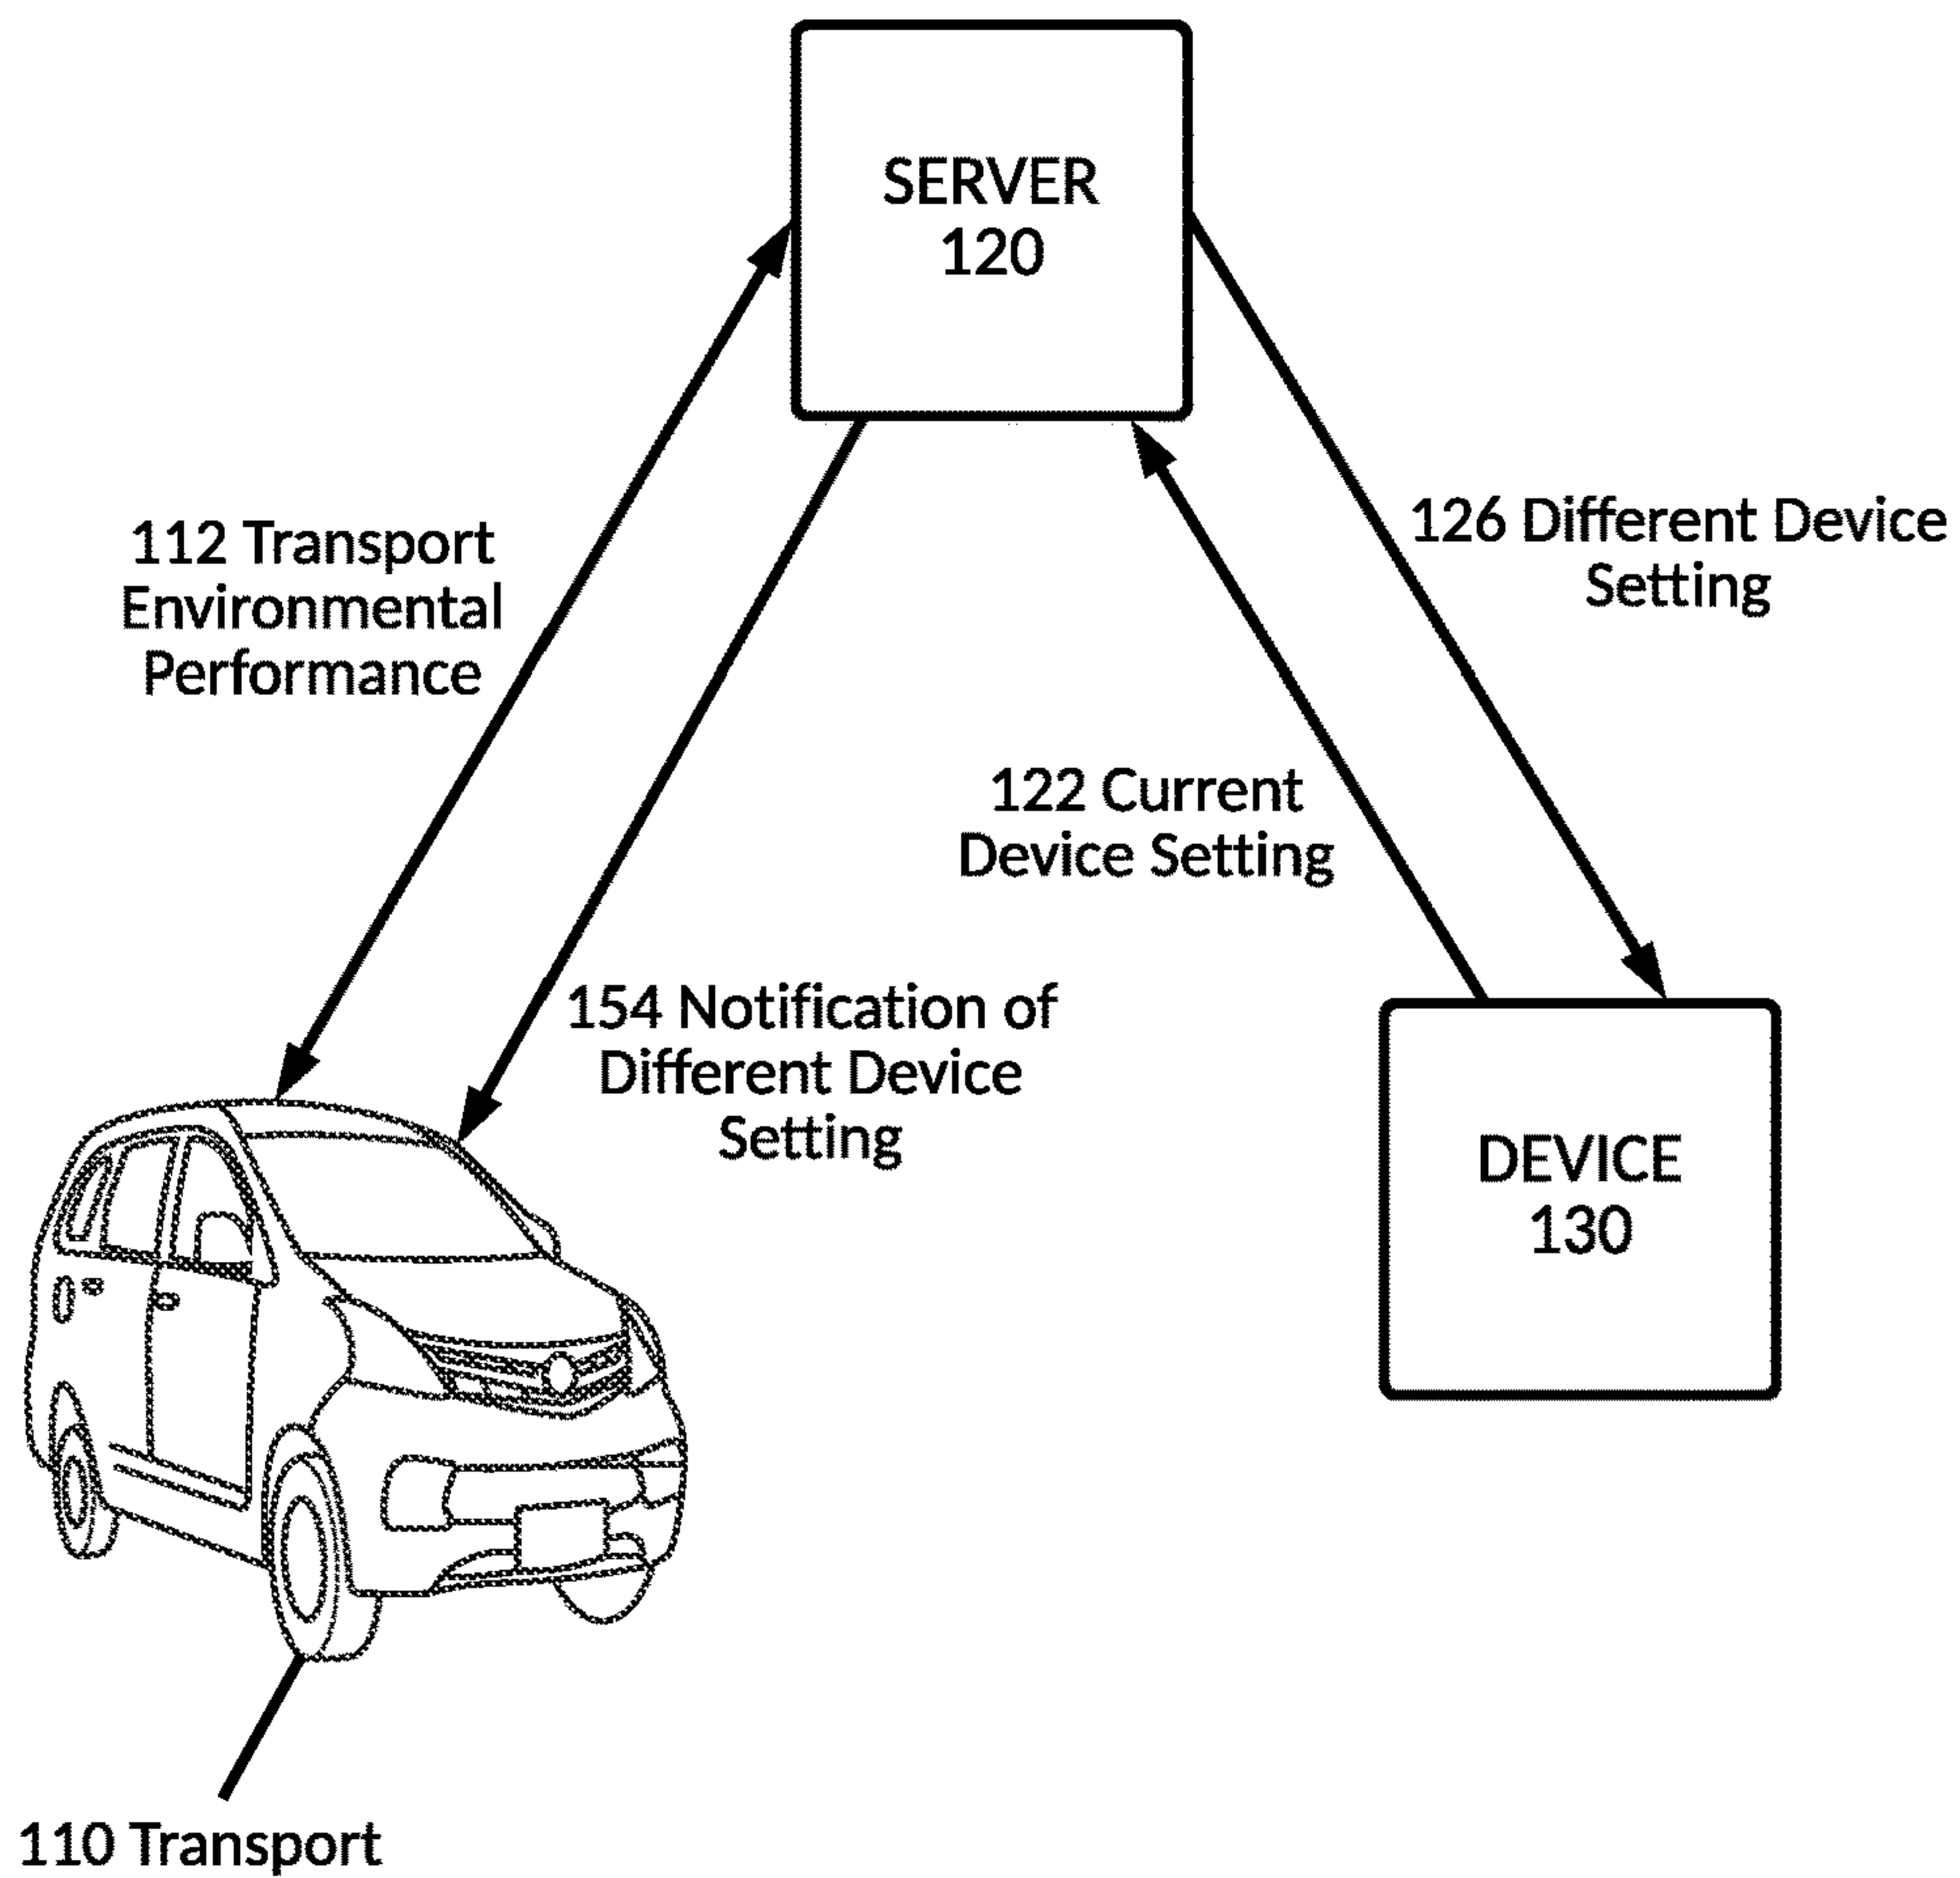 SERVER
120
112 Transport
Environmental
Performance
126 Different Device
Setting
122 Current
Device Setting
154 Notification of
Different Device
Setting
DEVICE
130
110 Transport